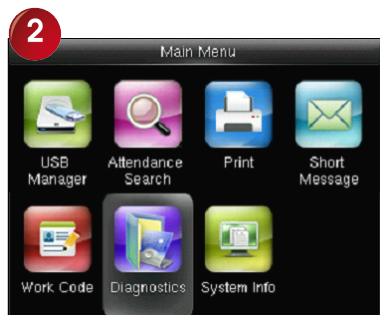 2
Main Menu
USB
Manager
Attendance
Search
Print
Short
Message
Work Code
Diagnostics
System Info